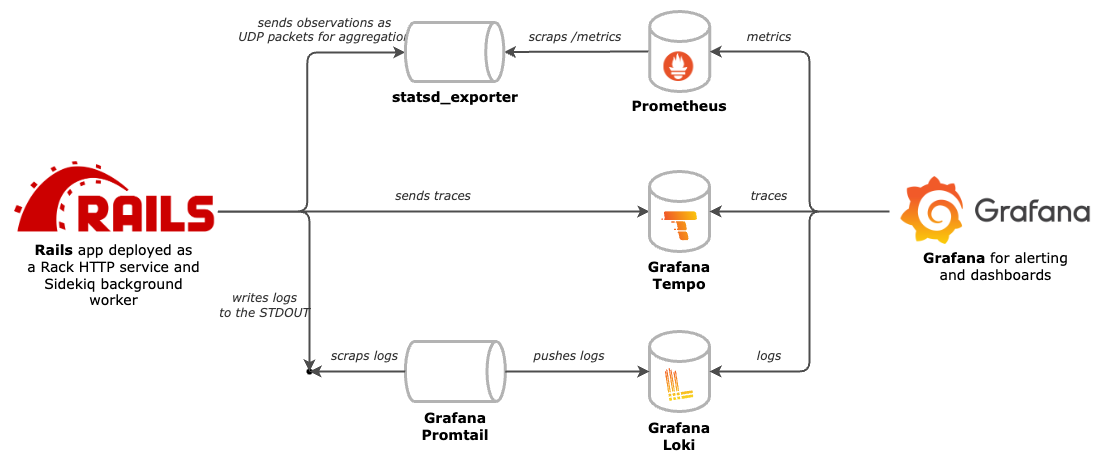 sends observations as
UDP packets for aggregation
scraps /metrics
metrics
statsd_exporter
Prometheus
RAILS
sends traces
traces
Grafana
Rails app deployed as
a Rack HTTP service and
Sidekiq background
worker
Grafana
Tempo
Grafana for alerting
and dashboards
writes logs
to the STDOUT
scraps logs
pushes logs
logs
Grafana
Promtail
Grafana
Loki